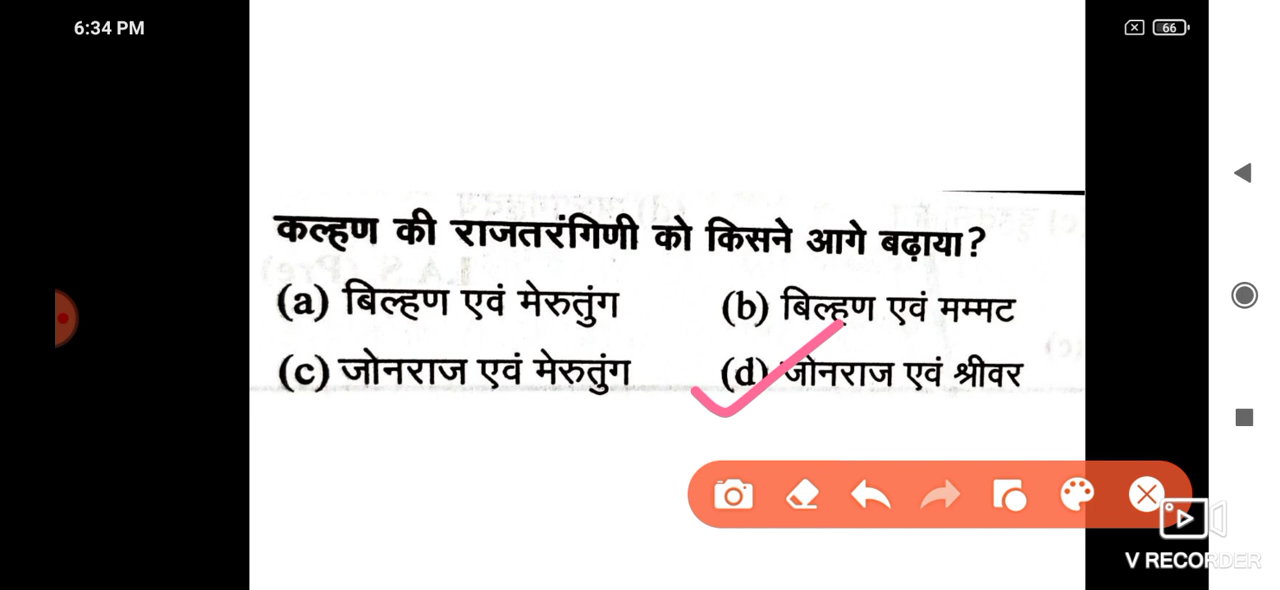 6:34 PM
66
कल्हण की राजतरंगिणी को किसने आगे बढ़ाया?
(a) बिल्हण एवं मेरुतुंग (b) बिल्हण एवं मम्मट
(c) जोनराज एवं मेरुतुंग (d) जोनराज एवं श्रीवर
V RECORDER